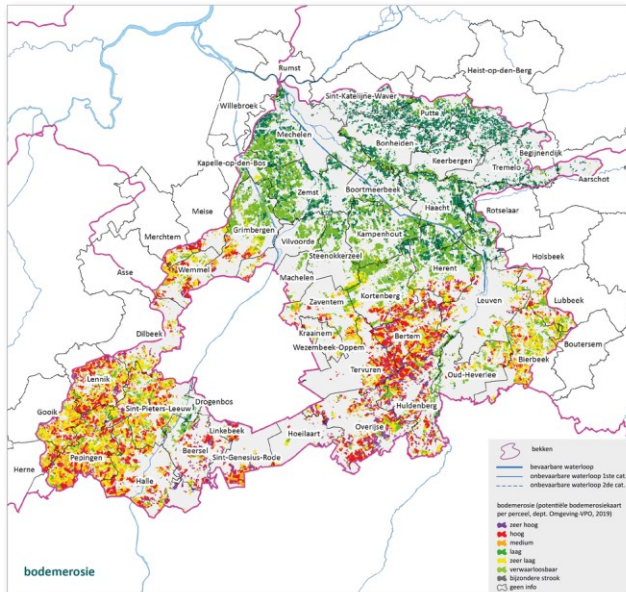 Rumst
Heist-op-den-Berg
Sint-Katelijne-Waver
Willebroek
Putte
Mechelen
Bonheiden
Begijnendijk
Kapelle-op-den-Bos
Keerbergen
Tremelo
Aarschot
Zemst
Boortmeerbeek
Haacht
Meise
Rotselaar
Grimbergen
Kampenhout
Merchtem
Vilvoorde
Steenokkerzeel
Holsbeek
Wemmel
Herent
Asse
Machelen
Leuven
Zaventem
Kortenberg
Lubbeek
Dilbeek
Kraainem
Bertem
Boutersem
Wezembeek-Oppem
Bierbeek
Lennik
Tervuren
Oud-Heverlee
Gooik
Sint-Pieters-Leeuw
Drogenbos
Huldenberg
Linkebeek
Hoeilaart
Overijse
Herne
Pepingen
Beersel
Sint-Genesius-Rode
Halle
bekken
bevaarbare waterloop
onbevaarbare waterloop 1ste cat.
onbevaarbare waterloop 2de cat.
bodemerosie (potentiële bodemerosiekaart
per perceel, dept. Omgeving-VPO, 2019)
zeer hoog
hoog
medium
laag
zeer laag
verwaarloosbaar
bijzondere strook
geen info
bodemerosie